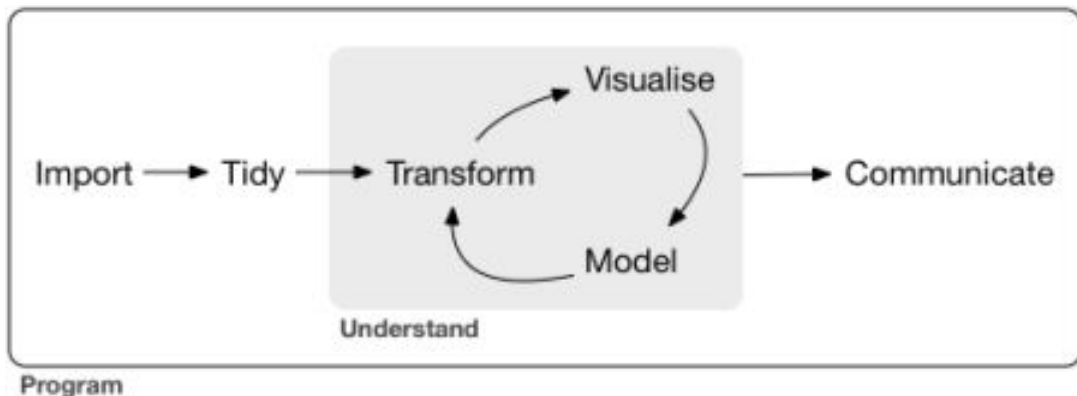 Visualise
Import
Tidy
Transform
Communicate
Model
Understand
Program